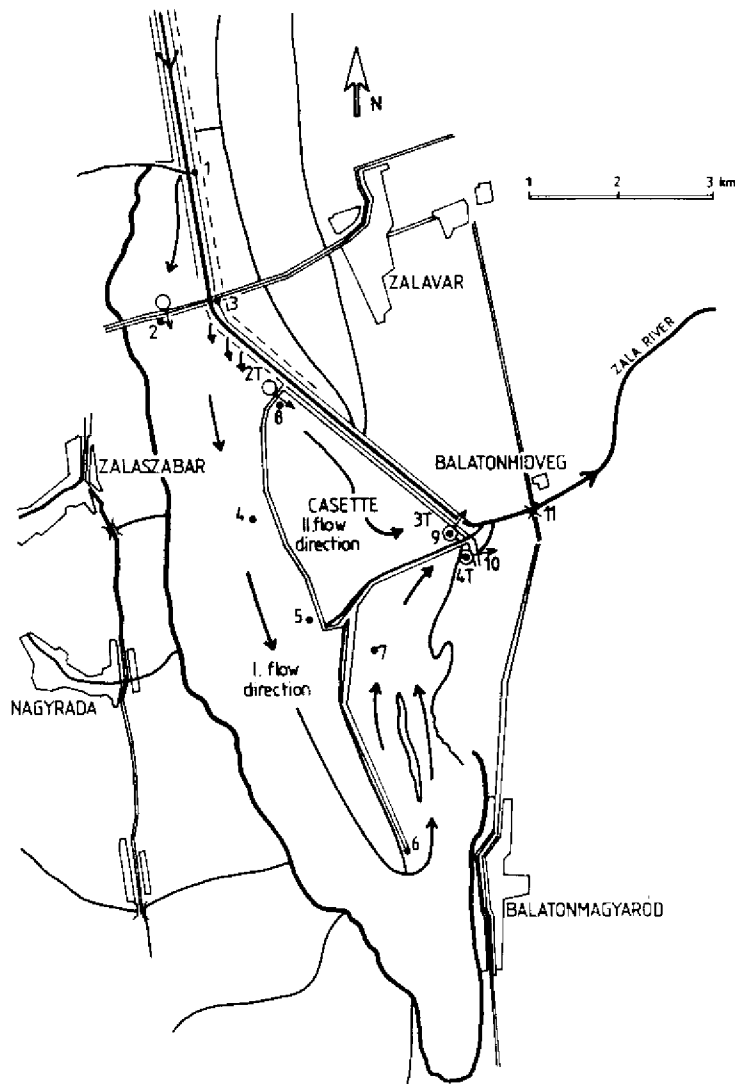 N
1 2 3 km
1
ZALAVAR
3
2
2T
8
ZALA RIVER
ZALASZABAR
BALATONHIDVEG
CASETTE
II.flow
direction
4
3T
9
11
10
4T
5
7
I. flow
direction
NAGYRADA
6
BALATONMAGYARÓD